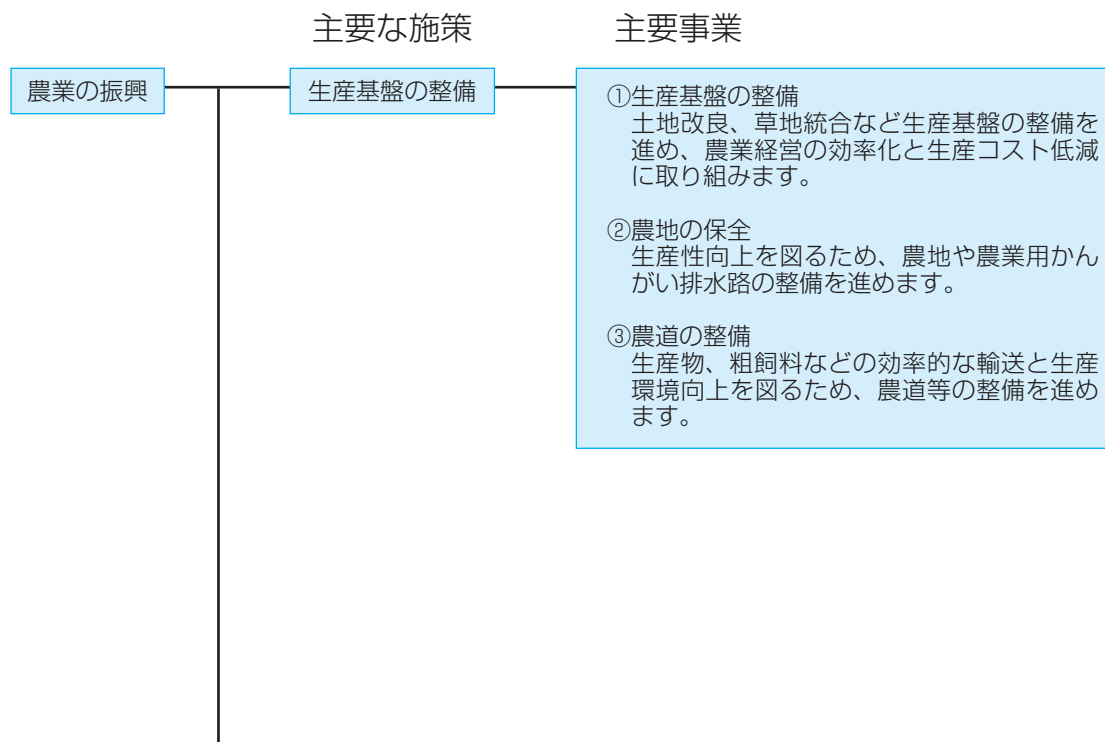 主要な施策
主要事業
農業の振興
生産基盤の整備
①生産基盤の整備
土地改良、草地統合など生産基盤の整備を
進め、農業経営の効率化と生産コスト低減
に取り組みます。
②農地の保全
生産性向上を図るため、農地や農業用かん
がい排水路の整備を進めます。
③農道の整備
生産物、粗飼料などの効率的な輸送と生産
環境向上を図るため、農道等の整備を進め
ます。